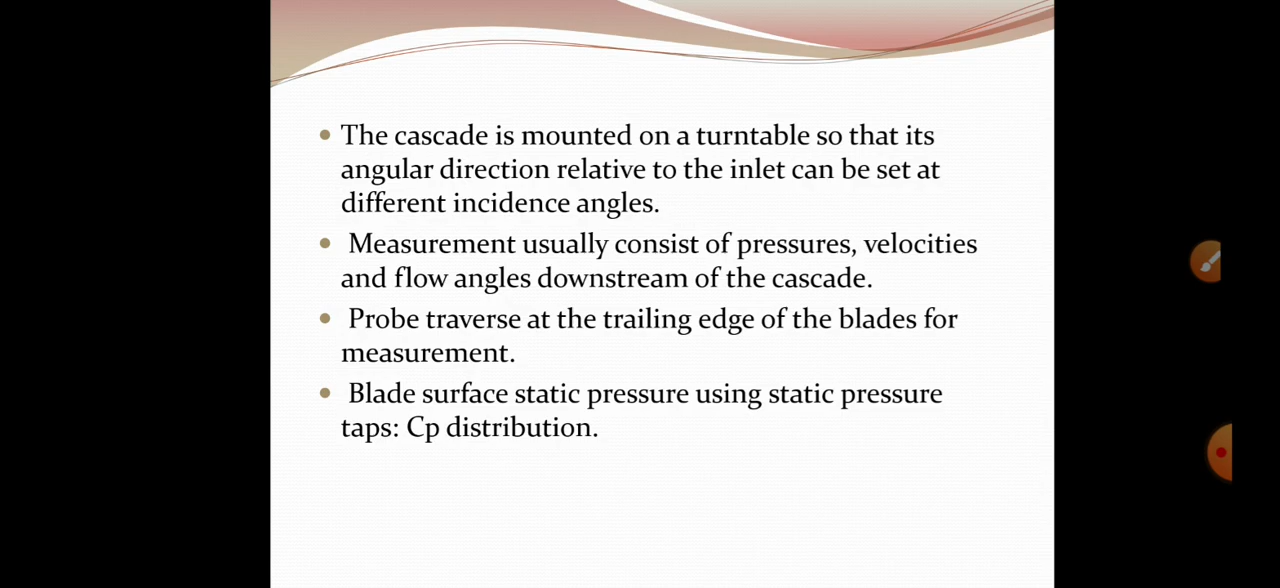 The cascade is mounted on a turntable so that its
angular direction relative to the inlet can be set at
different incidence angles.
Measurement usually consist of pressures, velocities
and flow angles downstream of the cascade.
Probe traverse at the trailing edge of the blades for
measurement.
Blade surface static pressure using static pressure
taps: Cp distribution.